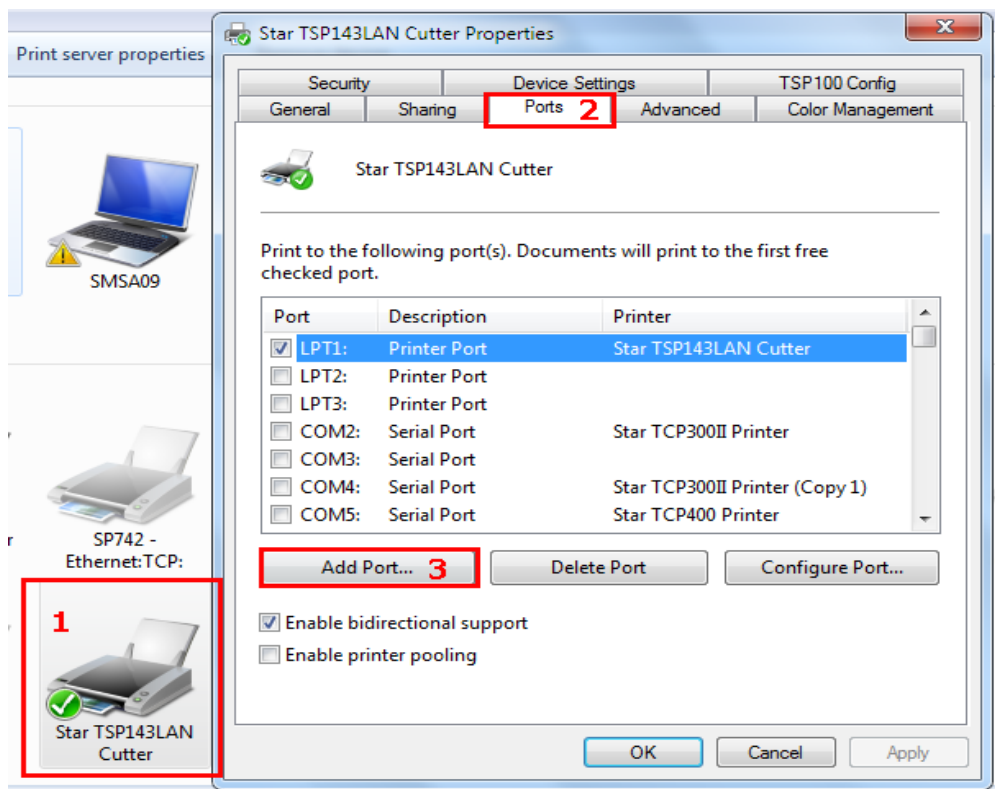 Print server properties
SMSA09
r
SP742 -
Ethernet:TCP:
1
Star TSP143LAN
Cutter
Star TSP143LAN Cutter Properties
X
Security Device Settings TSP100 Config
General Sharing Ports 2 Advanced Color Management
Star TSP143LAN Cutter
Print to the following port(s). Documents will print to the first free
checked port.
Port Description Printer
LPT1: Printer Port Star TSP143LAN Cutter
LPT2: Printer Port
LPT3: Printer Port
COM2: Serial Port Star TCP300II Printer
COM3: Serial Port
COM4: Serial Port Star TCP300II Printer (Copy 1)
COM5: Serial Port Star TCP400 Printer
Add Port... 3 Delete Port Configure Port...
Enable bidirectional support
Enable printer pooling
OK Cancel Apply